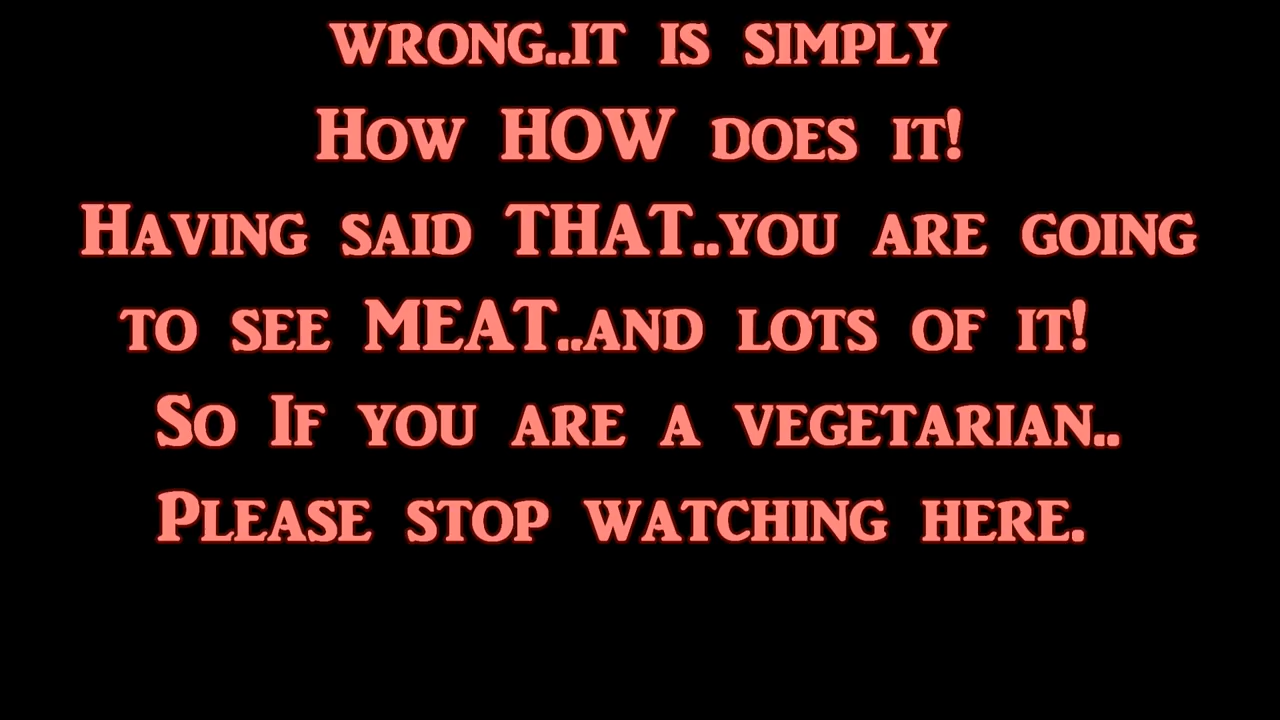 WRONG..IT IS SIMPLY
HOW HOW DOES IT!
HAVING SAID THAT..YOU ARE GOING
TO SEE MEAT..AND LOTS OF IT!
SO IF YOU ARE A VEGETARIAN..
PLEASE STOP WATCHING HERE.